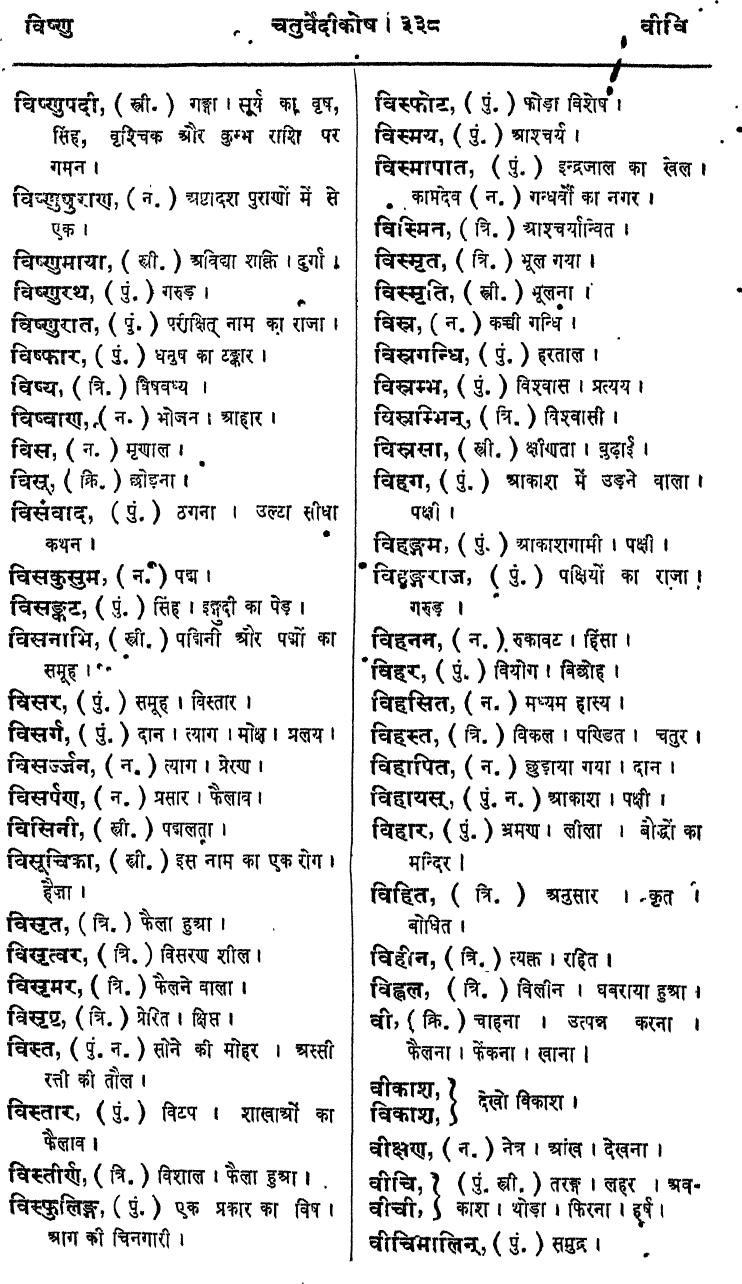 विष्णु चतुर्वेदीकोष । ३३८ वीचि
विष्णुपदी, ( स्त्री. ) गङ्गा । सूर्य का वृष,
सिंह, वृश्चिक और कुम्भ राशि पर
गमन ।
विष्णुपुराण, ( न. ) अष्टादश पुराणों में से
एक ।
विष्णुमाया, ( स्त्री. ) अविद्या शक्ति । दुर्गा ।
विष्णुरथ, ( पुं. ) गरुड़ ।
विष्णुरात, ( पुं. ) परीक्षित् नाम का राजा ।
विष्फार, ( पुं. ) धनुष का टङ्कार ।
विष्य, ( त्रि. ) विषवध्य ।
विष्वाण, ( न. ) भोजन । आहार ।
विस, ( न. ) मृणाल ।
विस्, ( क्रि. ) छोड़ना ।
विसंवाद, ( पुं. ) ठगना । उल्टा सीधा
कथन ।
विसकुसुम, ( न. ) पद्म ।
विसङ्कट, ( पुं. ) सिंह । इङ्गुदी का पेड़ ।
विसनाभि, ( स्त्री. ) पद्मिनी और पद्मों का
समूह ।
विसर, ( पुं. ) समूह । विस्तार ।
विसर्ग, ( पुं. ) दान । त्याग । मोक्ष । प्रलय ।
विसर्ज्जन, ( न. ) त्याग । प्रेरण ।
विसर्पण, ( न. ) प्रसार । फैलाव ।
विसिनी, ( स्त्री. ) पद्मलता ।
विसूचिका, ( स्त्री. ) इस नाम का एक रोग ।
हैज़ा ।
विसृत, ( त्रि. ) फैला हुआ ।
विसृत्वर, ( त्रि. ) विसरण शील ।
विसृमर, ( त्रि. ) फैलने वाला ।
विसृष्ट, ( त्रि. ) प्रेरित । क्षिप्त ।
विस्त, ( पुं. न. ) सोने की मोहर । अस्सी
रत्ती की तौल ।
विस्तार, ( पुं. ) विटप । शाखाओं का
फैलाव ।
विस्तीर्ण, ( त्रि. ) विशाल । फैला हुआ ।
विस्फुलिङ्ग, ( पुं. ) एक प्रकार का विष ।
आग की चिनगारी ।
विस्फोट, ( पुं. ) फोड़ा विशेष ।
विस्मय, ( पुं. ) आश्चर्य ।
विस्मापात, ( पुं. ) इन्द्रजाल का खेल ।
कामदेव ( न. ) गन्धर्वों का नगर ।
विस्मिन, ( त्रि. ) आश्चर्यान्वित ।
विस्मृत, ( त्रि. ) भूल गया ।
विस्मृति, ( स्त्री. ) भूलना ।
विस्र, ( न. ) कच्ची गन्धि ।
विस्रगन्धि, ( पुं. ) हरताल ।
विस्रम्भ, ( पुं. ) विश्वास । प्रत्यय ।
विस्रम्भिन्, ( त्रि. ) विश्वासी ।
विस्रसा, ( स्त्री. ) क्षीणता । बुढ़ाई ।
विहग, ( पुं. ) आकाश में उड़ने वाला ।
पक्षी ।
विहङ्गम, ( पुं. ) आकाशगामी । पक्षी ।
विहङ्गराज, ( पुं. ) पक्षियों का राजा ।
गरुड़ ।
विहनन, ( न. ) रुकावट । हिंसा ।
विहर, ( पुं. ) वियोग । बिछोह ।
विहसित, ( न. ) मध्यम हास्य ।
विहस्त, ( त्रि. ) विकल । पण्डित । चतुर ।
विहापित, ( न. ) छुड़ाया गया । दान ।
विहायस्, ( पुं. न. ) आकाश । पक्षी ।
विहार, ( पुं. ) भ्रमण । लीला । बौद्धों का
मन्दिर ।
विहित, ( त्रि. ) अनुसार । कृत ।
बोधित ।
विहीन, ( त्रि. ) त्यक्त । रहित ।
विह्वल, ( त्रि. ) विलीन । घबराया हुआ ।
वी, ( क्रि. ) चाहना । उत्पन्न करना ।
फैलना । फेंकना । खाना ।
वीकाश, } देखो विकाश ।
विकाश, }
वीक्षण, ( न. ) नेत्र । आंख । देखना ।
वीचि, } ( पुं. स्त्री. ) तरङ्ग । लहर । अव-
वीची, } काश । थोड़ा । फिरना । हर्ष ।
वीचिमालिन्, ( पुं. ) समुद्र ।